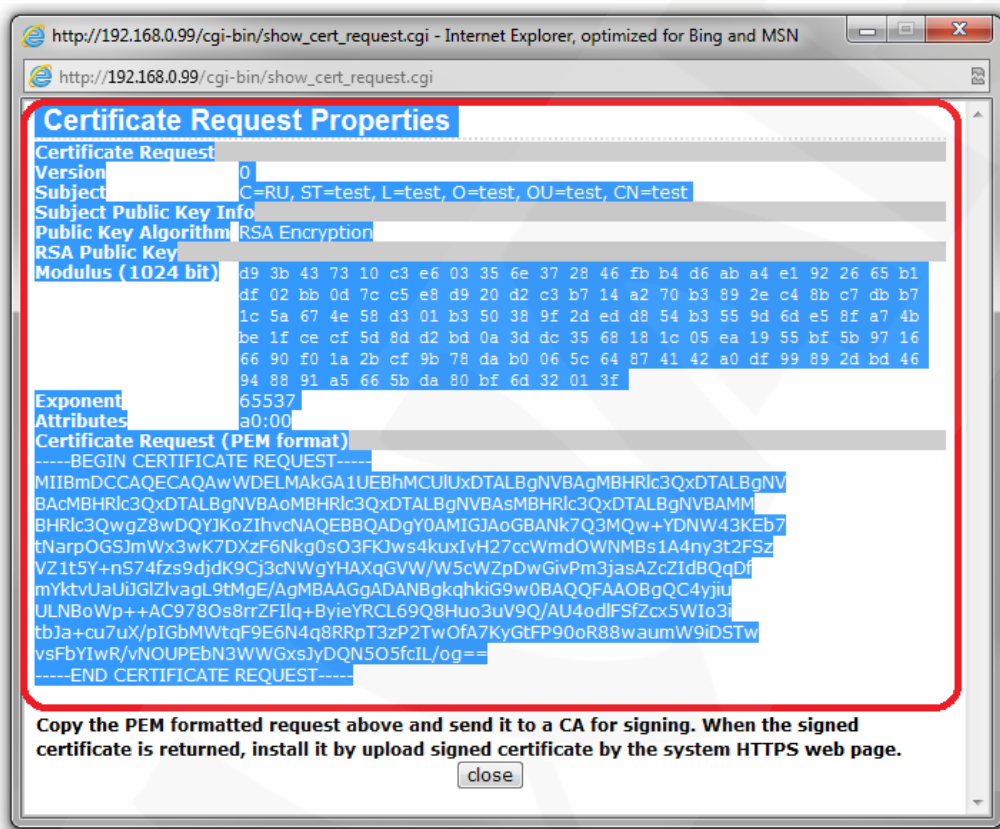 http://192.168.0.99/cgi-bin/show_cert_request.cgi - Internet Explorer, optimized for Bing and MSN
http://192.168.0.99/cgi-bin/show_cert_request.cgi
Certificate Request Properties
Certificate Request
Version 0
Subject C=RU, ST=test, L=test, O=test, OU=test, CN=test
Subject Public Key Info
Public Key Algorithm RSA Encryption
RSA Public Key
Modulus (1024 bit) d9 3b 43 73 10 c3 e6 03 35 6e 37 28 46 fb b4 d6 ab a4 e1 92 26 65 b1
df 02 bb 0d 7c c5 e8 d9 20 d2 c3 b7 14 a2 70 b3 89 2e c4 8b c7 db b7
1c 5a 67 4e 58 d3 01 b3 50 38 9f 2d ed d8 54 b3 55 9d 6d e5 8f a7 4b
be 1f ce cf 5d 8d d2 bd 0a 3d dc 35 68 18 1c 05 ea 19 55 bf 5b 97 16
66 90 f0 1a 2b cf 9b 78 da b0 06 5c 64 87 41 42 a0 df 99 89 2d bd 46
94 88 91 a5 66 5b da 80 bf 6d 32 01 3f
Exponent 65537
Attributes a0:00
Certificate Request (PEM format)
-----BEGIN CERTIFICATE REQUEST-----
MIIBmDCCAQECAQAwWDELMAkGA1UEBhMCUlUxDTALBgNVBAgMBHRlc3QxDTALBgNV
BAcMBHRlc3QxDTALBgNVBAoMBHRlc3QxDTALBgNVBAsMBHRlc3QxDTALBgNVBAMM
BHRlc3QwgZ8wDQYJKoZIhvcNAQEBBQADgY0AMIGJAoGBANk7Q3MQw+YDNW43KEb7
tNarpOGSJmWx3wK7DXzF6Nkg0sO3FKJws4kuxIvH27ccWmdOWNMBs1A4ny3t2FSz
VZ1t5Y+nS74fzs9djdK9Cj3cNWgYHAXqGVW/W5cWZpDwGivPm3jasAZcZIdBQqDf
mYktvUaUiJGlZlvagL9tMgE/AgMBAAGgADANBgkqhkiG9w0BAQQFAAOBgQC4yjiu
ULNBoWp++AC978Os8rrZFIlq+ByieYRCL69Q8Huo3uV9Q/AU4odlFSfZcx5WIo3i
tbJa+cu7uX/pIGbMWtqF9E6N4q8RRpT3zP2TwOfA7KyGtFP90oR88waumW9iDSTw
vsFbYIwR/vNOUPEbN3WWGxsJyDQN5O5fcIL/og==
-----END CERTIFICATE REQUEST-----
Copy the PEM formatted request above and send it to a CA for signing. When the signed
certificate is returned, install it by upload signed certificate by the system HTTPS web page.
close